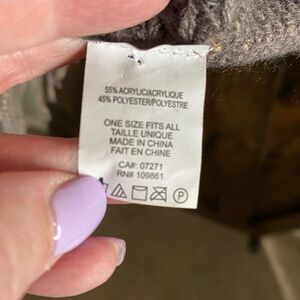 55% ACRYLIC/ACRYLIQUE
45% POLYESTER/POLYESTRE
ONE SIZE FITS ALL
TAILLE UNIQUE
MADE IN CHINA
FAIT EN CHINE
CA#: 07271
RN#: 109861
P